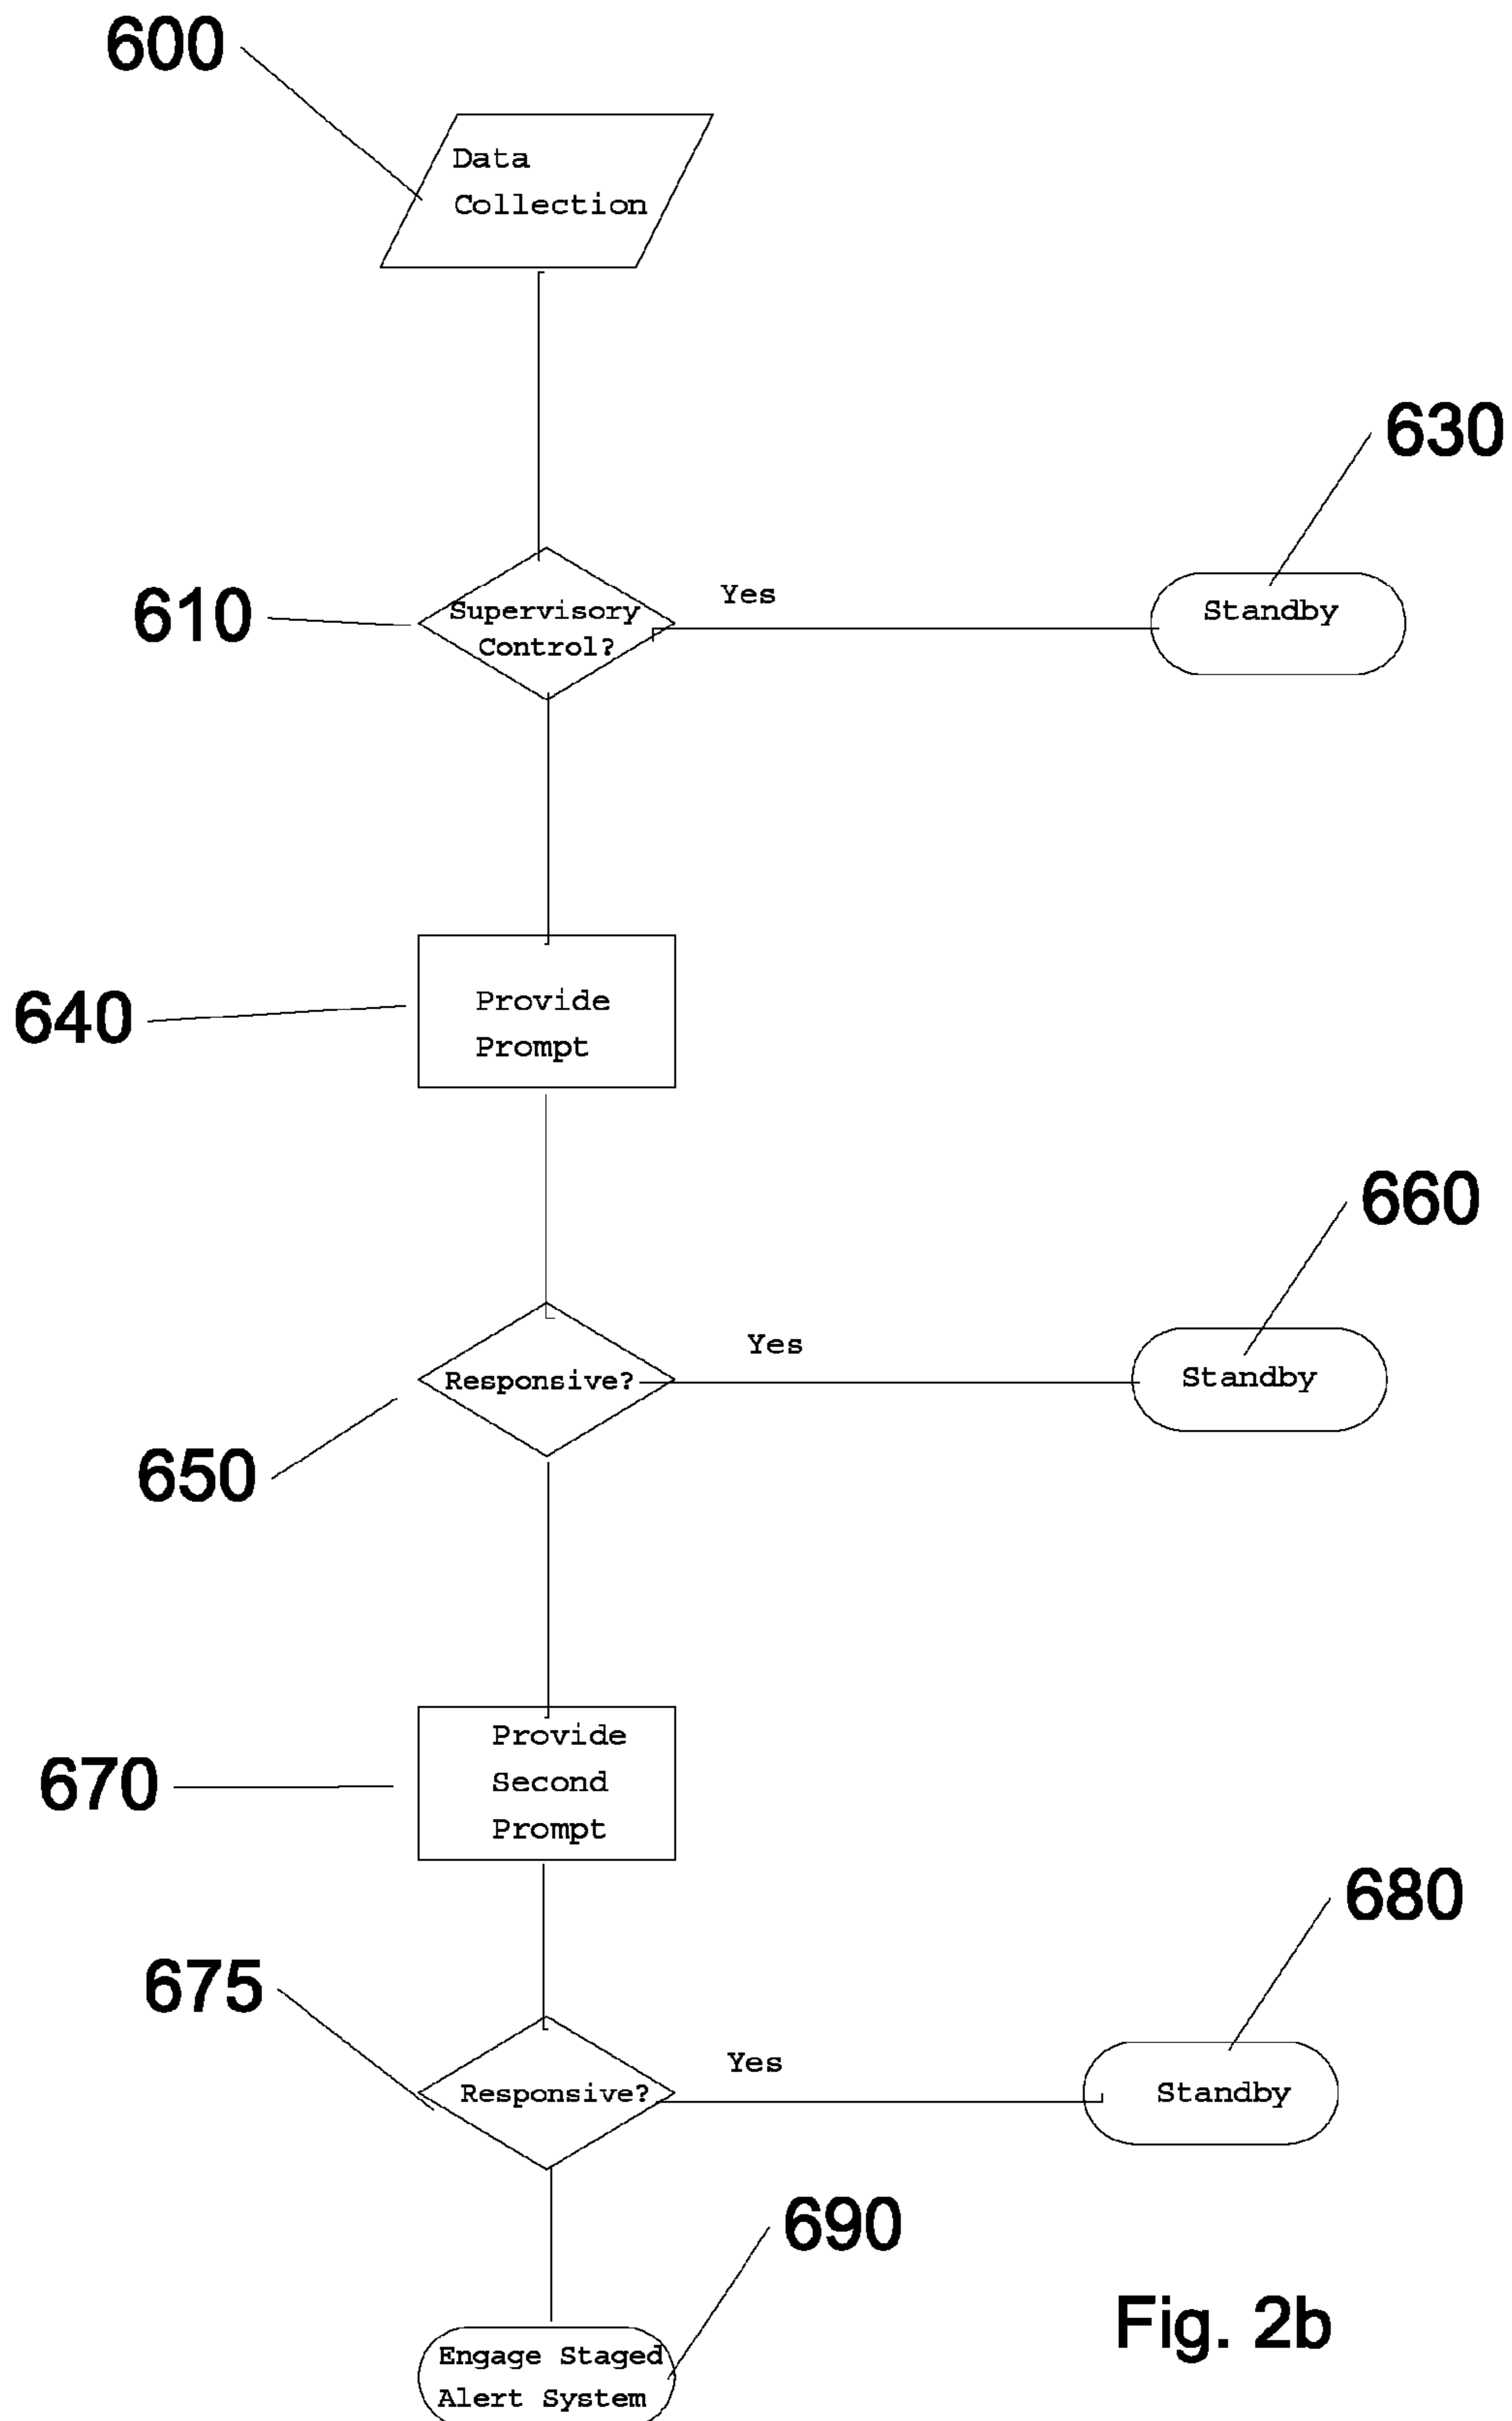 600
Data
Collection
630
610
Supervisory
Control?
Yes
Standby
640
Provide
Prompt
660
Responsive?
Yes
Standby
650
670
Provide
Second
Prompt
680
675
Responsive?
Yes
Standby
690
Engage Staged
Alert System
Fig. 2b